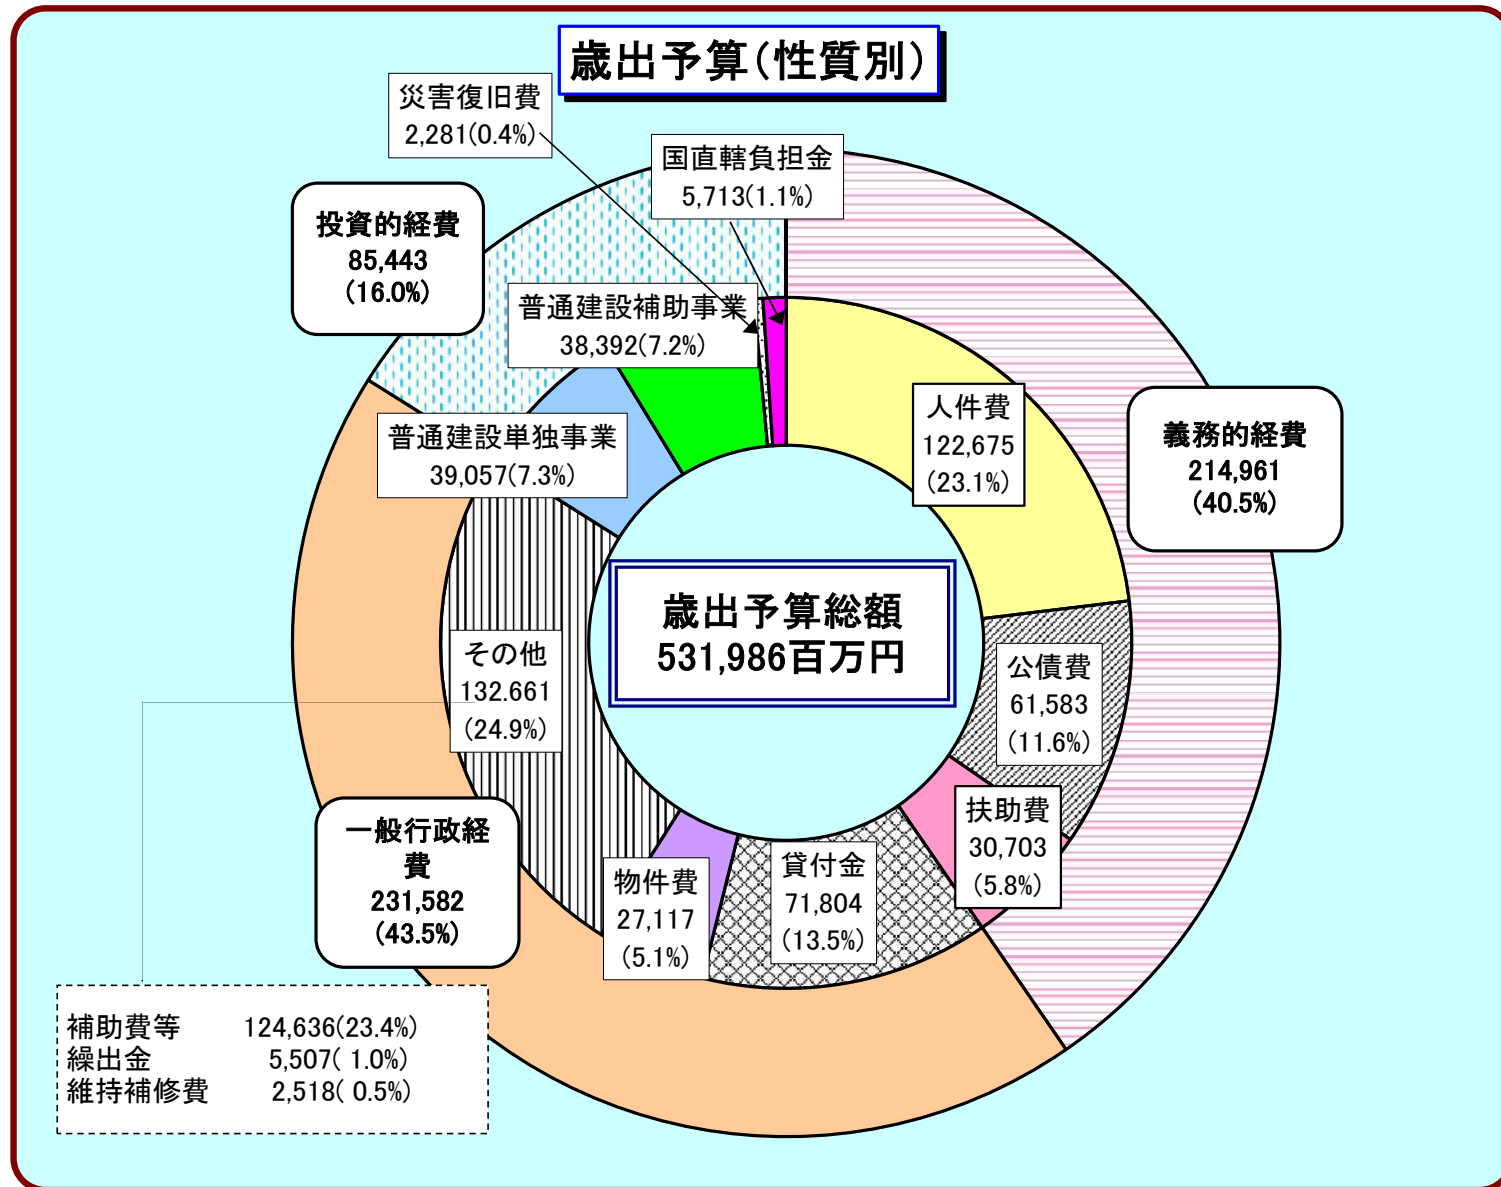 歳出予算(性質別)
災害復旧費
2,281(0.4%)
国直轄負担金
5,713(1.1%)
投資的経費
85,443
(16.0%)
普通建設補助事業
38,392(7.2%)
人件費
122,675
(23.1%)
義務的経費
214,961
(40.5%)
普通建設単独事業
39,057(7.3%)
歳出予算総額
531,986百万円
その他
132.661
(24.9%)
公債費
61,583
(11.6%)
扶助費
30,703
(5.8%)
一般行政経
費
231,582
(43.5%)
貸付金
71,804
(13.5%)
物件費
27,117
(5.1%)
補助費等 124,636(23.4%)
繰出金 5,507( 1.0%)
維持補修費 2,518( 0.5%)